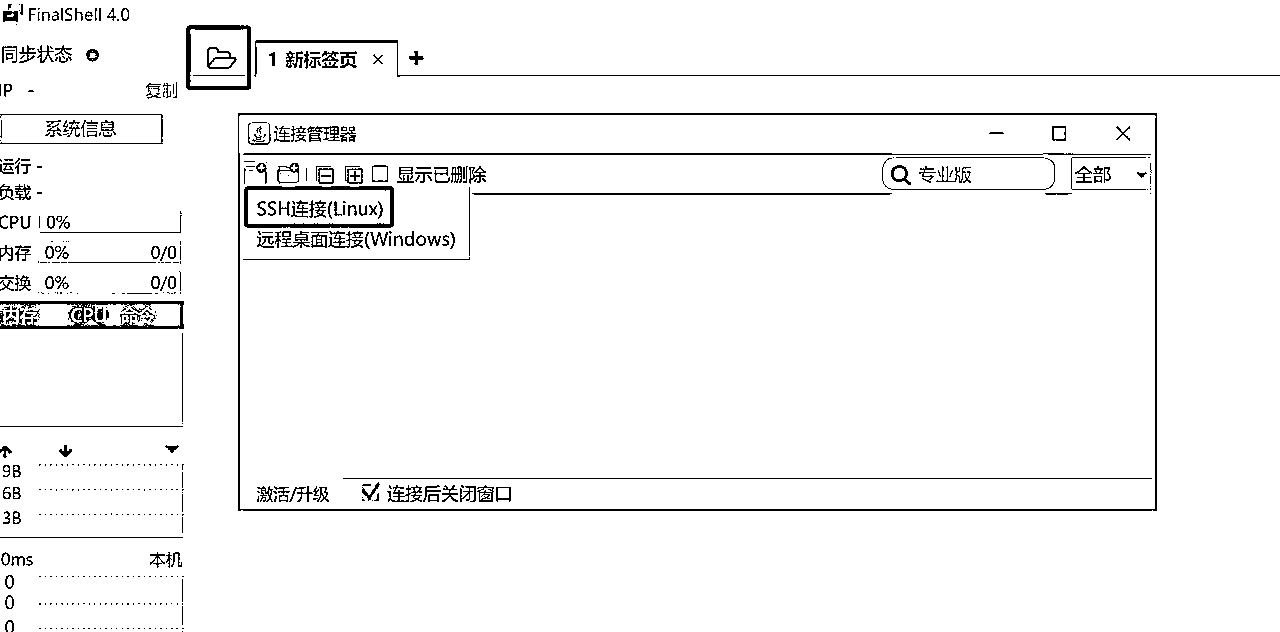 FinalShell 4.0
同步状态
IP -
复制
系统信息
运行 -
负载 -
CPU 0%
内存 0% 0/0
交换 0% 0/0
内存 CPU 命令
9B
6B
3B
0ms 本机
0
0
0
1 新标签页 × +
连接管理器
显示已删除
专业版
全部
SSH连接(Linux)
远程桌面连接(Windows)
激活/升级
连接后关闭窗口